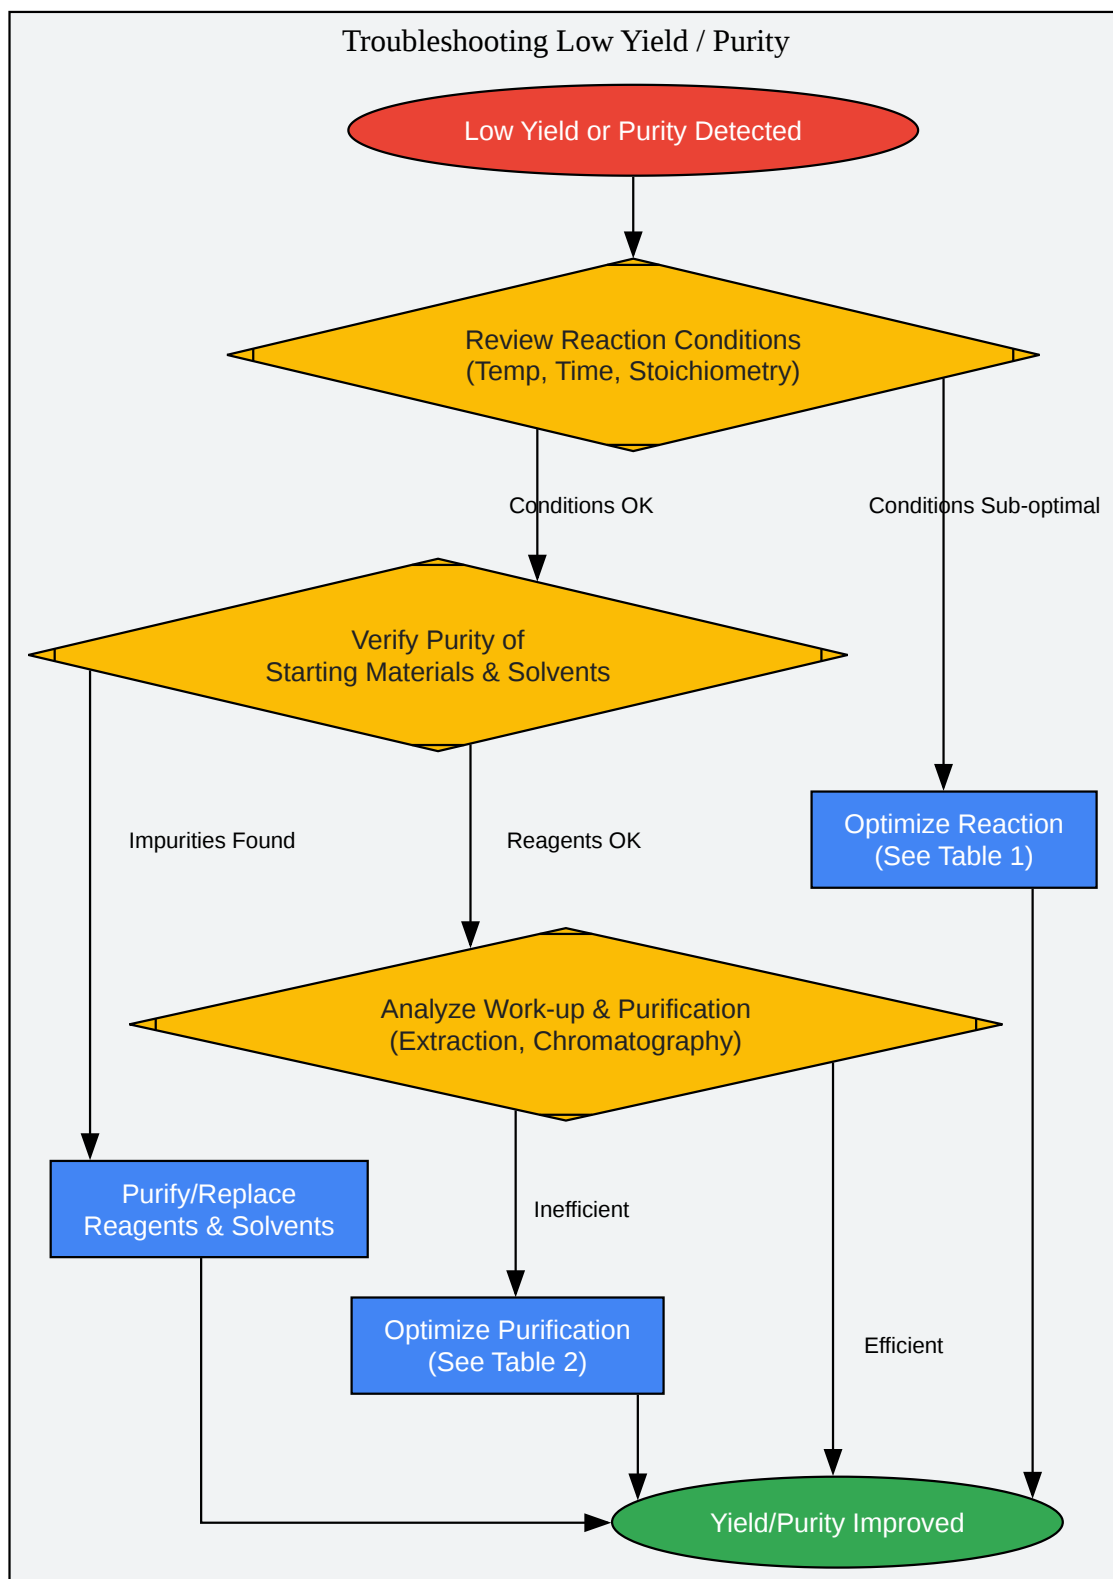 Troubleshooting Low Yield / Purity
Low Yield or Purity Detected
Review Reaction Conditions
(Temp, Time, Stoichiometry)
Conditions OK
Conditions Sub-optimal
Verify Purity of
Starting Materials & Solvents
Impurities Found
Reagents OK
Optimize Reaction
(See Table 1)
Analyze Work-up & Purification
(Extraction, Chromatography)
Purify/Replace
Reagents & Solvents
Inefficient
Optimize Purification
(See Table 2)
Efficient
Yield/Purity Improved